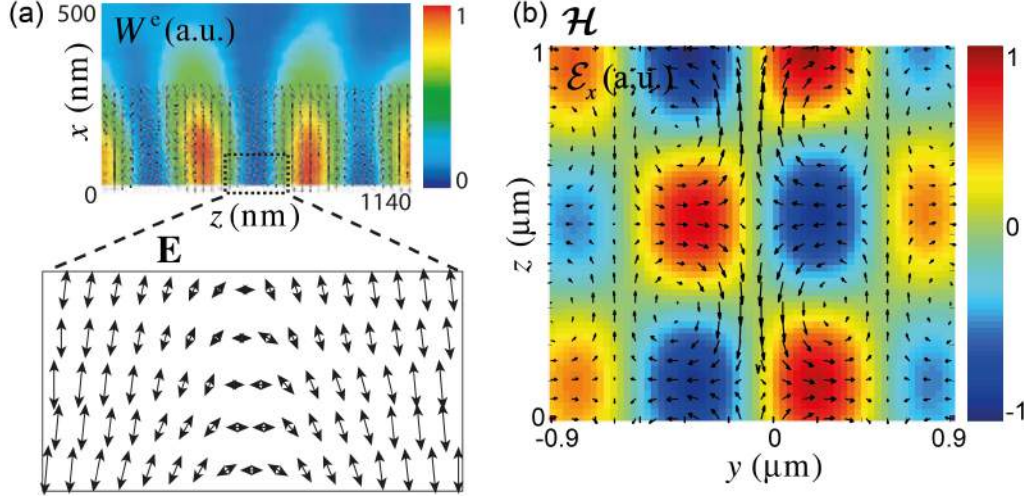 (a)
500
W^e (a.u.)
1
x (nm)
0
0
z (nm)
1140
E
(b)
ℋ
1
ℰ_x (a.u.)
1
z (μm)
0
0
-1
-0.9
0
0.9
y (μm)